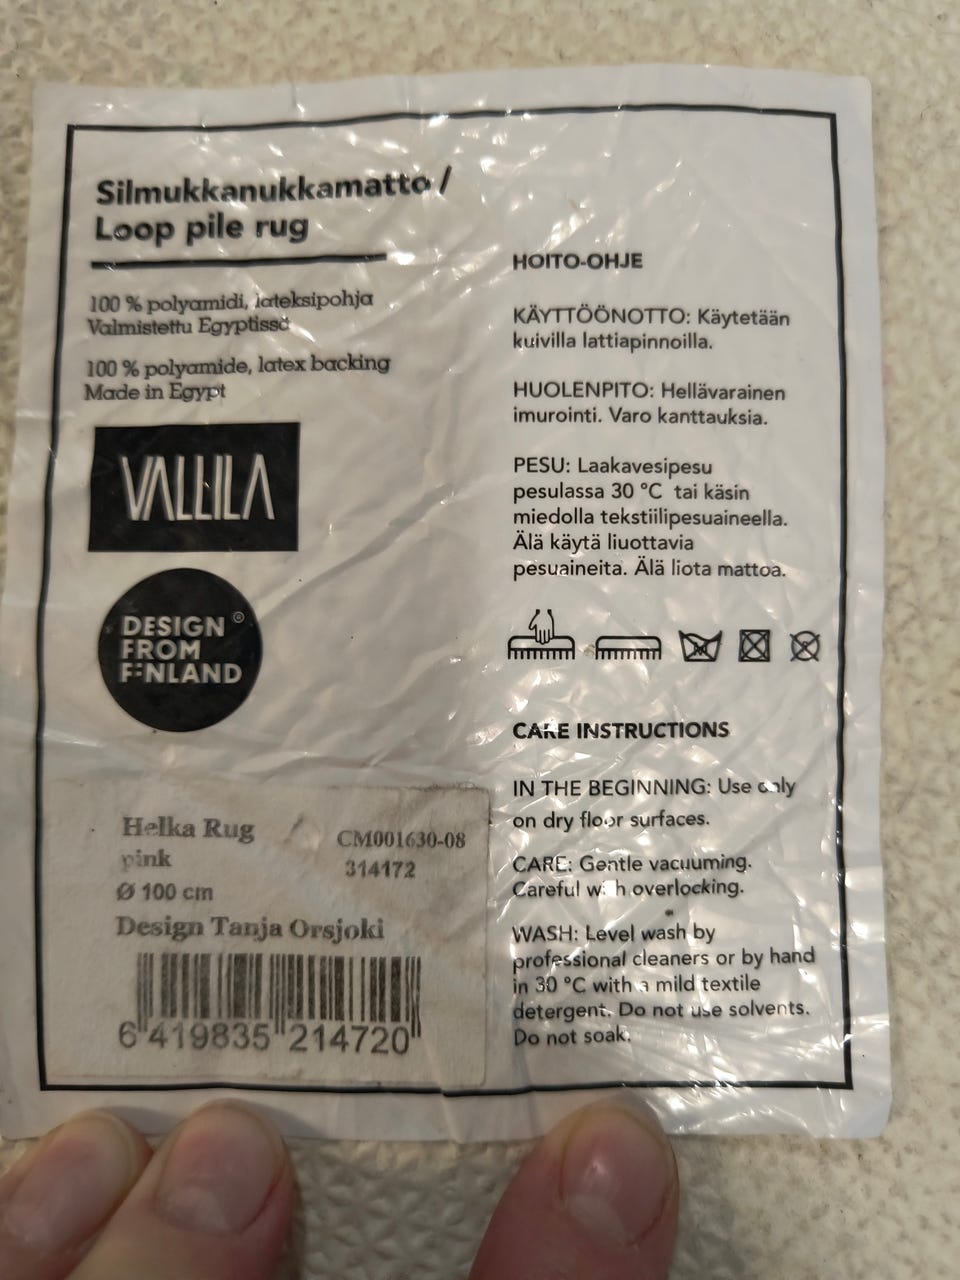 Silmukkanukkamatto /
Loop pile rug
100 % polyamidi, lateksipohja
Valmistettu Egyptissä
100 % polyamide, latex backing
Made in Egypt
VALLILA
DESIGN ®
FROM
FINLAND
Helka Rug
pink
Ø 100 cm
Design Tanja Orsjoki
CM001630-08
314172
6 419835 214720
HOITO-OHJE
KÄYTTÖÖNOTTO: Käytetään
kuivilla lattiapinnoilla.
HUOLENPITO: Hellävarainen
imurointi. Varo kanttauksia.
PESU: Laakavesipesu
pesulassa 30 °C tai käsin
miedolla tekstiilipesuaineella.
Älä käytä liuottavia
pesuaineita. Älä liota mattoa.
CARE INSTRUCTIONS
IN THE BEGINNING: Use only
on dry floor surfaces.
CARE: Gentle vacuuming.
Careful with overlocking.
WASH: Level wash by
professional cleaners or by hand
in 30 °C with a mild textile
detergent. Do not use solvents.
Do not soak.